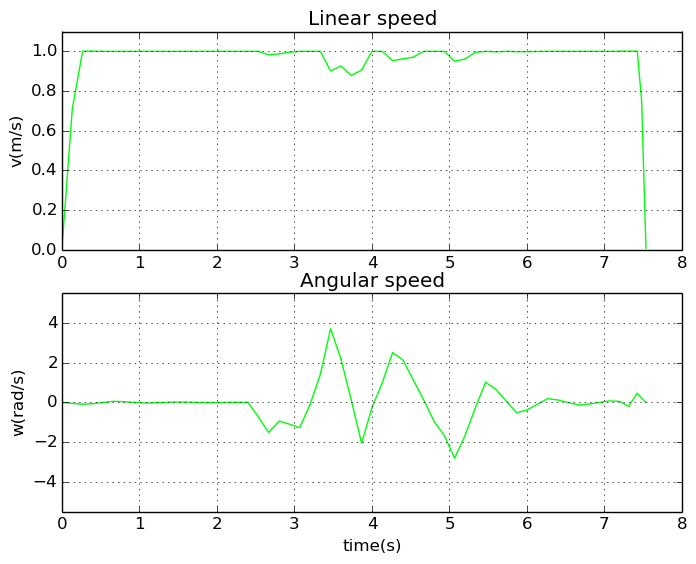 Linear speed
1.0
0.8
0.6
0.4
0.2
0.0
v(m/s)
0 1 2 3 4 5 6 7 8
Angular speed
4
2
0
−2
−4
w(rad/s)
0 1 2 3 4 5 6 7 8
time(s)